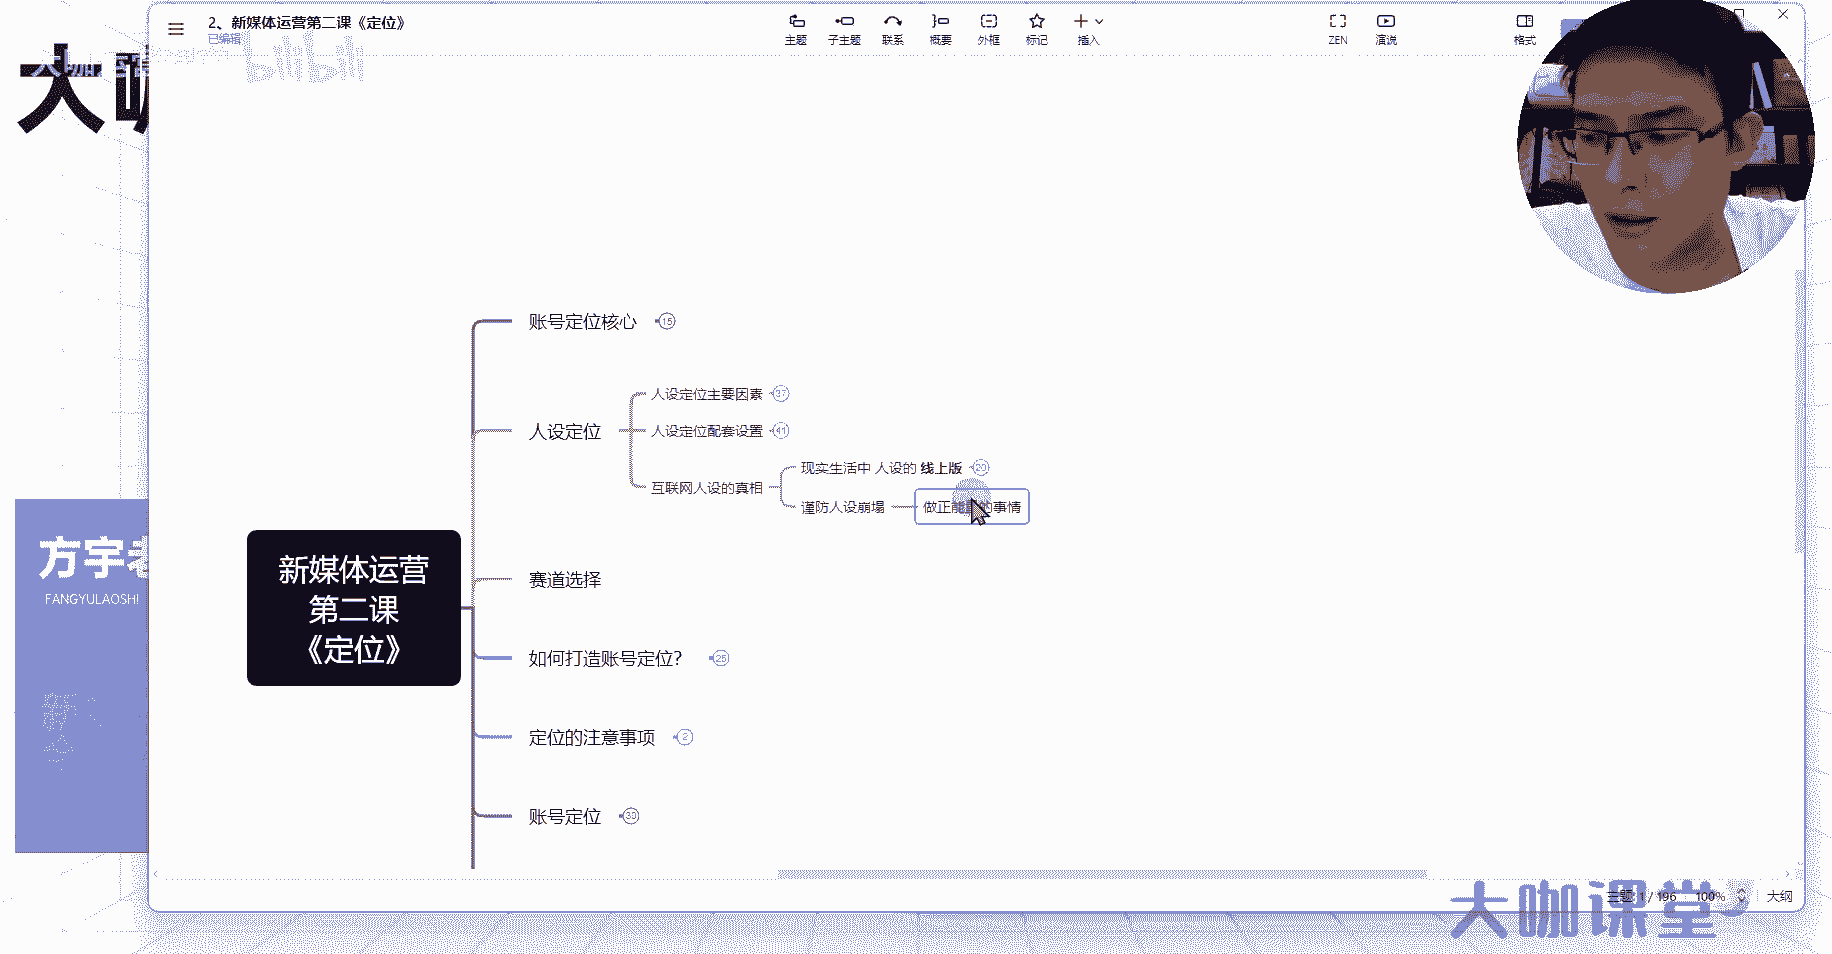 2、新媒体运营第二课《定位》
已编辑
主题
子主题
联系
概要
外框
标记
插入
ZEN
演说
格式
bilibili
大咖
账号定位核心
15
人设定位主要因素
37
人设定位
人设定位配套设置
41
现实生活中 人设的 线上版
20
互联网人设的真相
谨防人设崩塌
做正能量的事情
新媒体运营
第二课
《定位》
赛道选择
如何打造账号定位?
25
定位的注意事项
2
账号定位
30
方宇老
FANGYULAOSHI
主题: 1 / 196
100%
大纲
大咖课堂